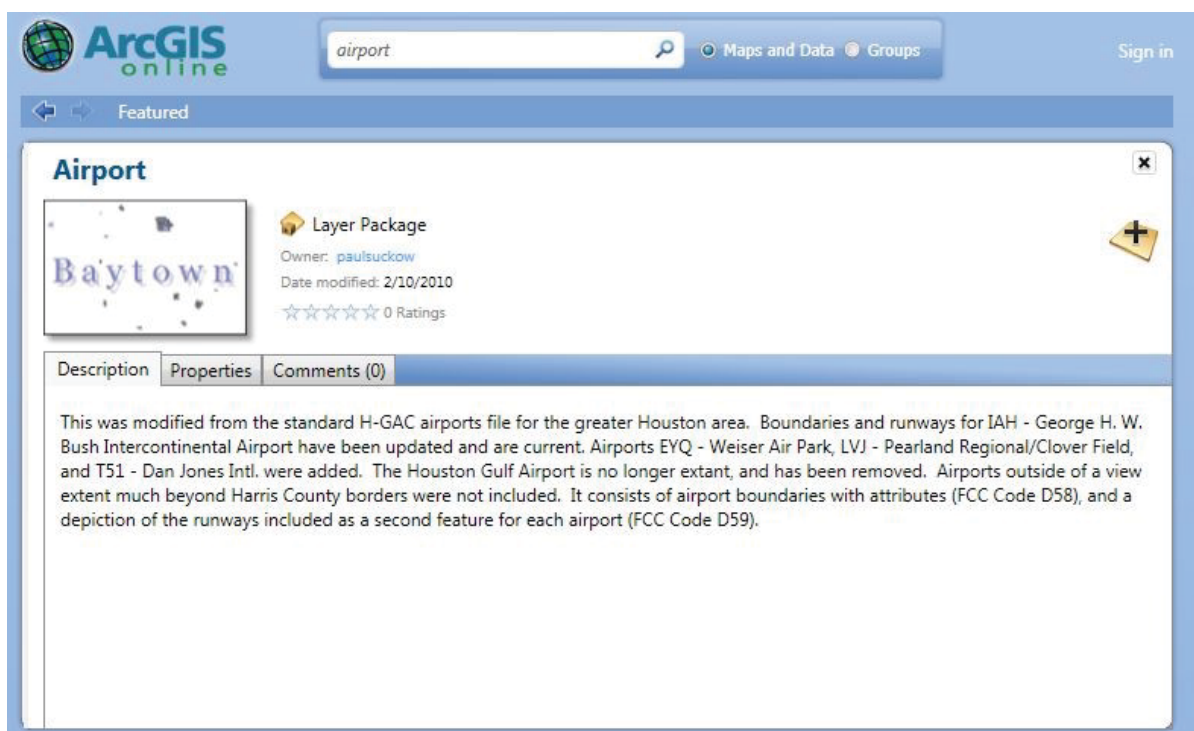 ArcGIS
online
airport
Maps and Data Groups
Sign in
Featured
Airport
Baytown
Layer Package
Owner: paulsuckow
Date modified: 2/10/2010
0 Ratings
Description Properties Comments (0)
This was modified from the standard H-GAC airports file for the greater Houston area. Boundaries and runways for IAH - George H. W.
Bush Intercontinental Airport have been updated and are current. Airports EYQ - Weiser Air Park, LVJ - Pearland Regional/Clover Field,
and T51 - Dan Jones Intl. were added. The Houston Gulf Airport is no longer extant, and has been removed. Airports outside of a view
extent much beyond Harris County borders were not included. It consists of airport boundaries with attributes (FCC Code D58), and a
depiction of the runways included as a second feature for each airport (FCC Code D59).